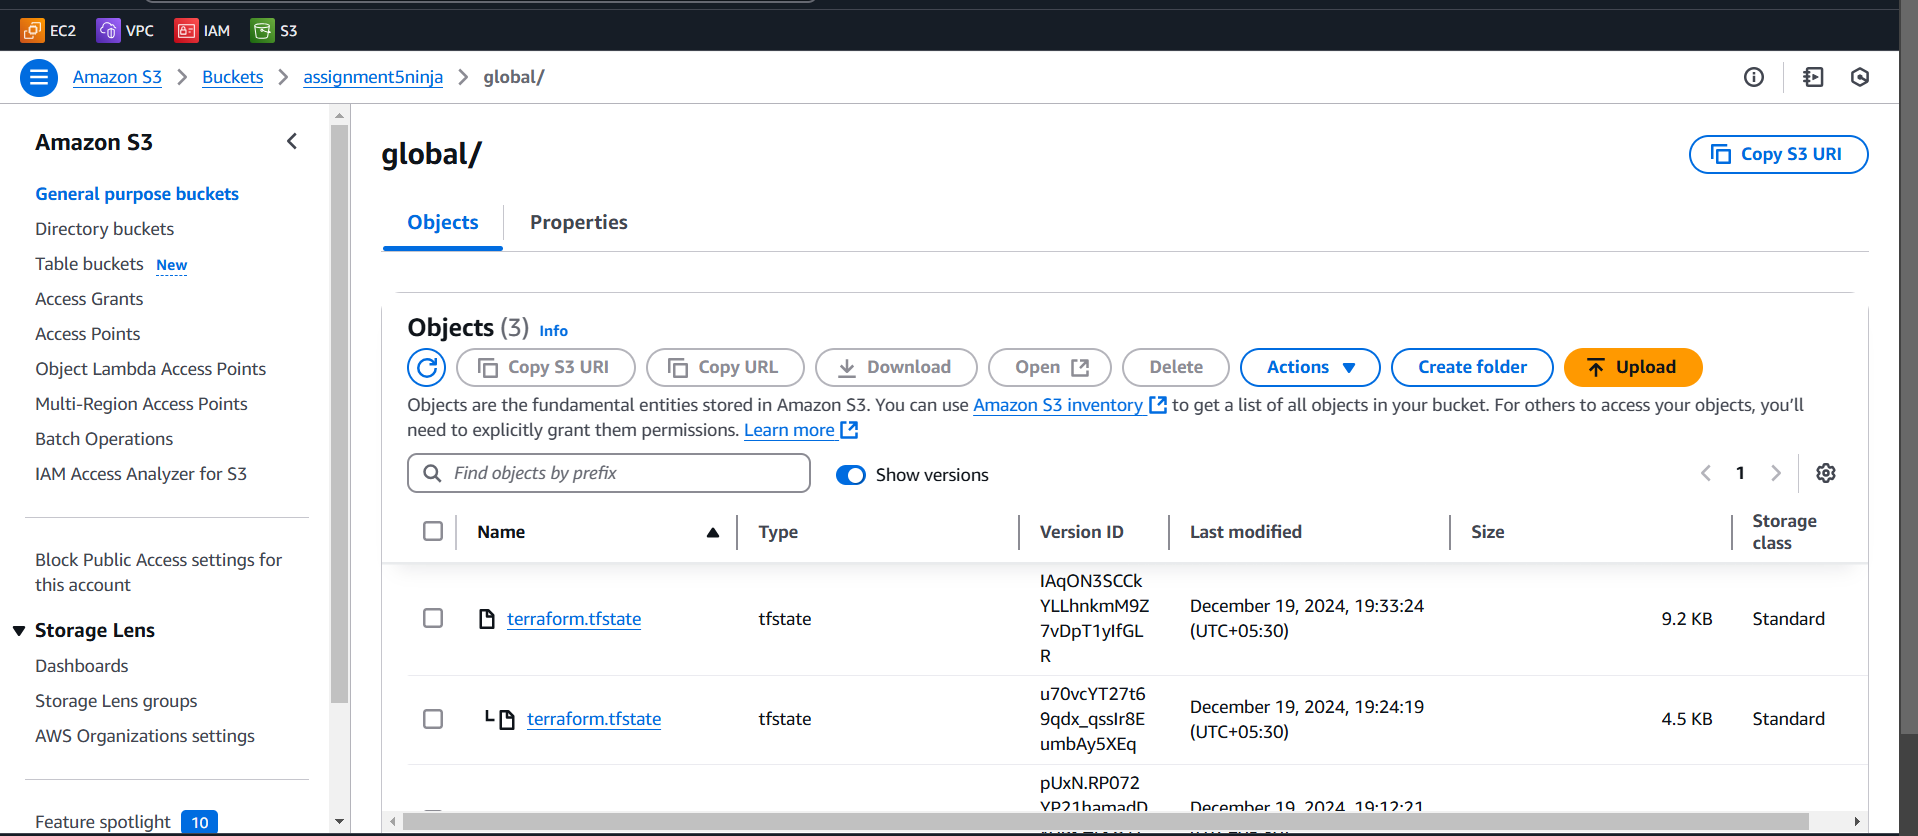 EC2 VPC IAM S3
Amazon S3 > Buckets > assignment5ninja > global/
Amazon S3
General purpose buckets
Directory buckets
Table buckets New
Access Grants
Access Points
Object Lambda Access Points
Multi-Region Access Points
Batch Operations
IAM Access Analyzer for S3
Block Public Access settings for
this account
Storage Lens
Dashboards
Storage Lens groups
AWS Organizations settings
Feature spotlight 10
global/
Copy S3 URI
Objects Properties
Objects (3) Info
Copy S3 URI Copy URL Download Open Delete Actions Create folder Upload
Objects are the fundamental entities stored in Amazon S3. You can use Amazon S3 inventory to get a list of all objects in your bucket. For others to access your objects, you'll
need to explicitly grant them permissions. Learn more
Find objects by prefix Show versions 1
Name Type Version ID Last modified Size Storage
class
IAqON3SCCk
YLLhnkmM9Z
7vDpT1yIfGL
R
terraform.tfstate tfstate December 19, 2024, 19:33:24
(UTC+05:30) 9.2 KB Standard
u70vcYT27t6
9qdx_qssIr8E
umbAy5XEq
terraform.tfstate tfstate December 19, 2024, 19:24:19
(UTC+05:30) 4.5 KB Standard
pUxN.RP072
YP21hamadD December 19, 2024, 19:12:21